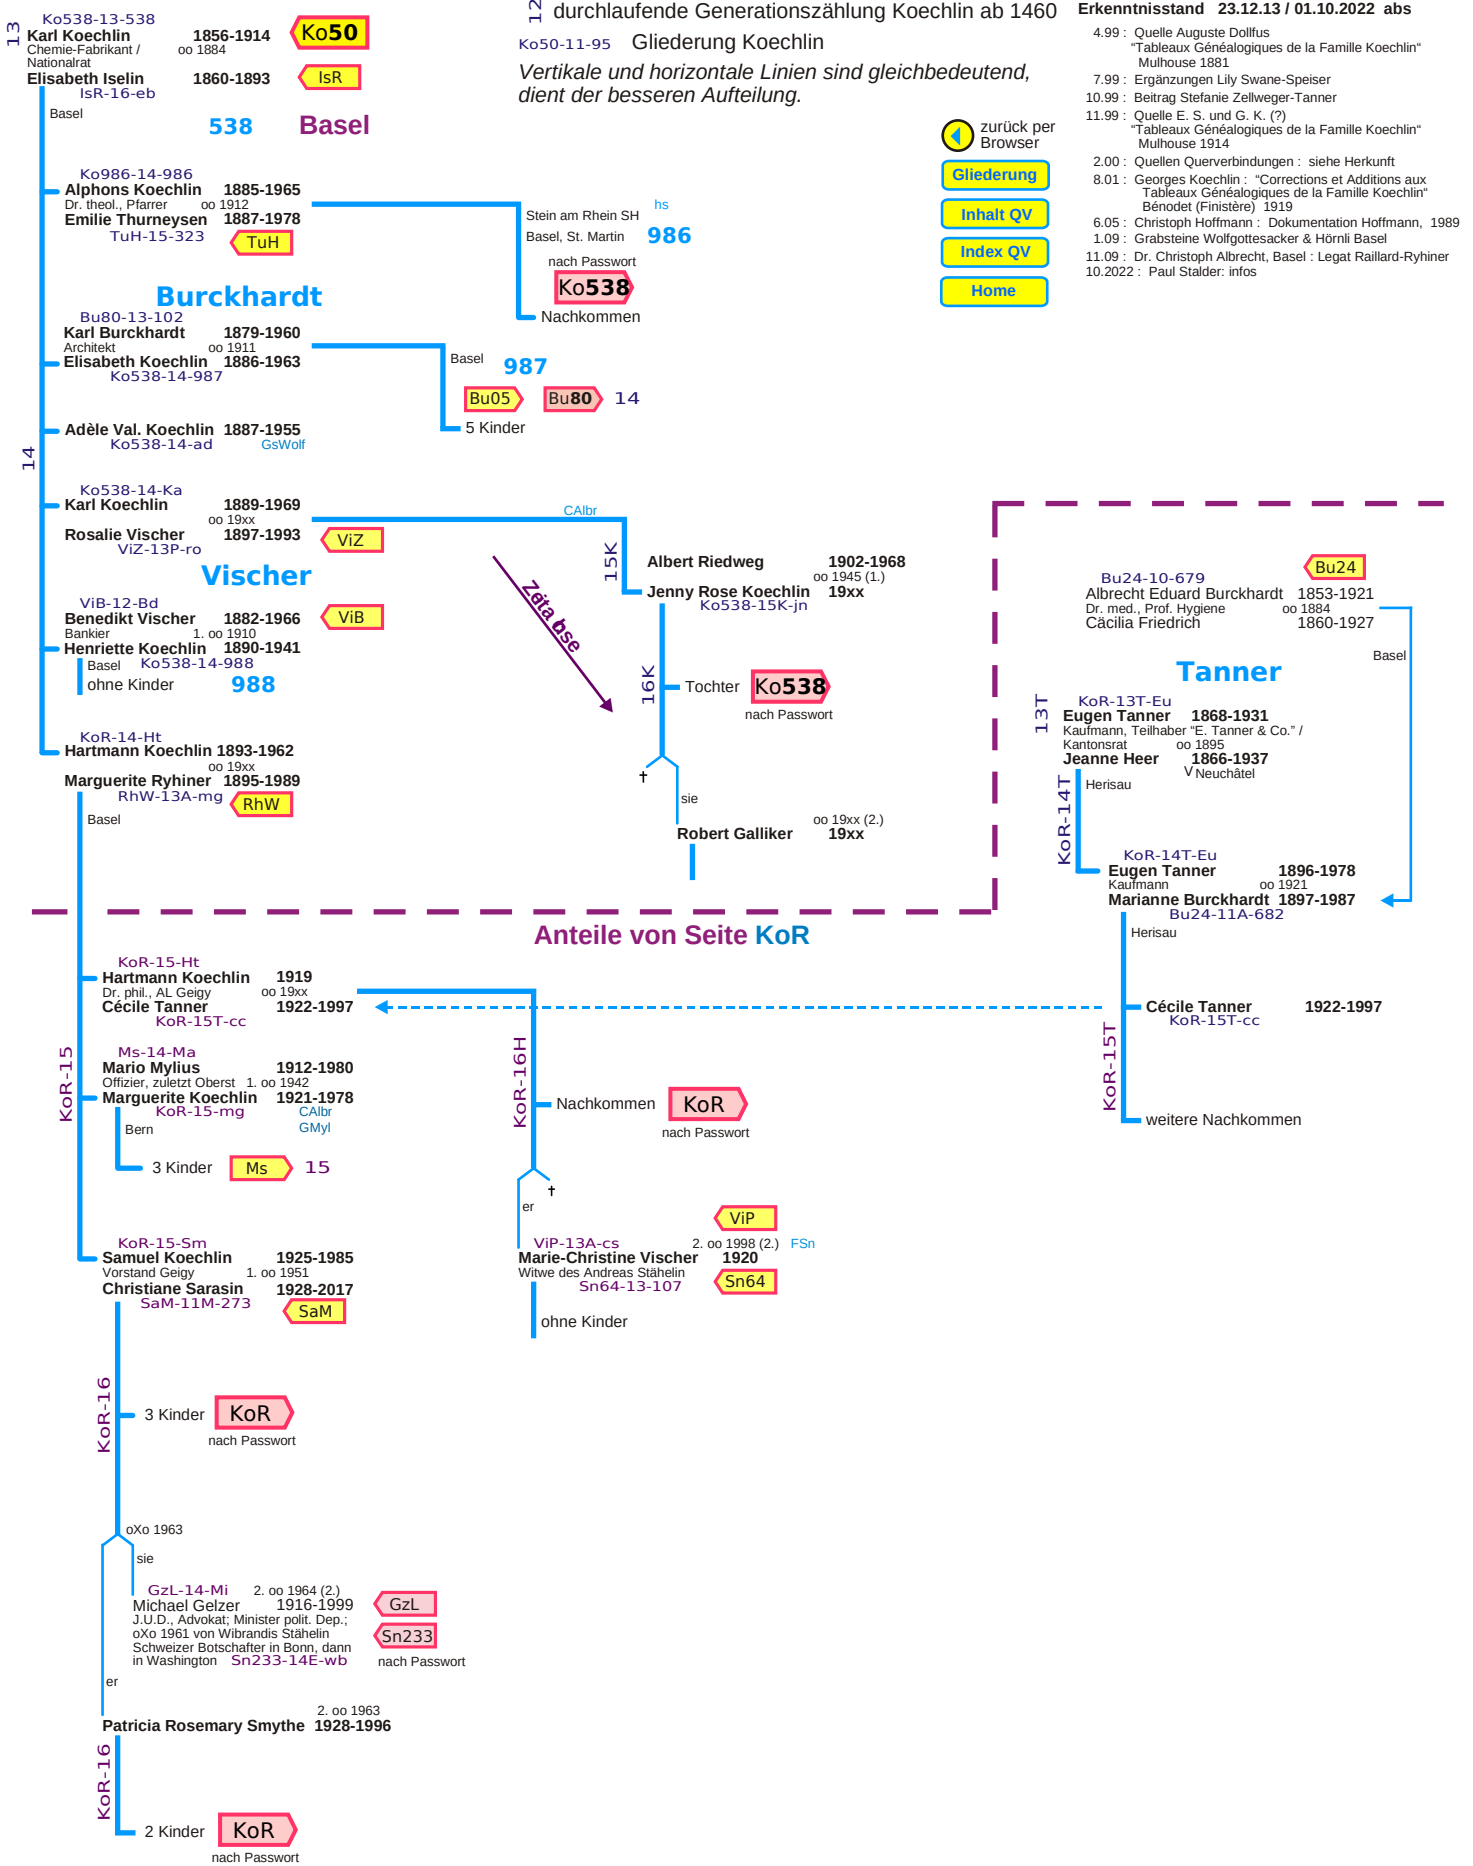 13
Ko538-13-538
Karl Koechlin 1856-1914
Chemie-Fabrikant / oo 1884
Nationalrat
Elisabeth Iselin 1860-1893
IsR-16-eb
Ko50
IsR
Basel
538 Basel
12 durchlaufende Generationszählung Koechlin ab 1460
Ko50-11-95 Gliederung Koechlin
Vertikale und horizontale Linien sind gleichbedeutend,
dient der besseren Aufteilung.
Erkenntnisstand 23.12.13 / 01.10.2022 abs
4.99 : Quelle Auguste Dollfus
"Tableaux Généalogiques de la Famille Koechlin"
Mulhouse 1881
7.99 : Ergänzungen Lily Swane-Speiser
10.99 : Beitrag Stefanie Zellweger-Tanner
11.99 : Quelle E. S. und G. K. (?)
"Tableaux Généalogiques de la Famille Koechlin"
Mulhouse 1914
2.00 : Quellen Querverbindungen : siehe Herkunft
8.01 : Georges Koechlin : "Corrections et Additions aux
Tableaux Généalogiques de la Famille Koechlin"
Bénodet (Finistère) 1919
6.05 : Christoph Hoffmann : Dokumentation Hoffmann, 1989
1.09 : Grabsteine Wolfgottesacker & Hörnli Basel
11.09 : Dr. Christoph Albrecht, Basel : Legat Raillard-Ryhiner
10.2022 : Paul Stalder: infos
zurück per
Browser
Gliederung
Inhalt QV
Index QV
Home
Ko986-14-986
Alphons Koechlin 1885-1965
Dr. theol., Pfarrer oo 1912
Emilie Thurneysen 1887-1978
TuH-15-323
TuH
Stein am Rhein SH hs
Basel, St. Martin 986
nach Passwort
Ko538
Nachkommen
Burckhardt
Bu80-13-102
Karl Burckhardt 1879-1960
Architekt oo 1911
Elisabeth Koechlin 1886-1963
Ko538-14-987
Basel 987
Bu05 Bu80 14
5 Kinder
Adèle Val. Koechlin 1887-1955
Ko538-14-ad GsWolf
14
Ko538-14-Ka
Karl Koechlin 1889-1969
oo 19xx
Rosalie Vischer 1897-1993
ViZ-13P-ro
ViZ
CAlbr
15K
Albert Riedweg 1902-1968
oo 1945 (1.)
Jenny Rose Koechlin 19xx
Ko538-15K-jn
16K
Tochter Ko538
nach Passwort
†
sie
oo 19xx (2.)
Robert Galliker 19xx
Vischer
ViB-12-Bd
Benedikt Vischer 1882-1966
Bankier 1. oo 1910
Henriette Koechlin 1890-1941
Basel Ko538-14-988
ohne Kinder 988
ViB
KoR-14-Ht
Hartmann Koechlin 1893-1962
oo 19xx
Marguerite Ryhiner 1895-1989
RhW-13A-mg
RhW
Basel
Bu24
Bu24-10-679
Albrecht Eduard Burckhardt 1853-1921
Dr. med., Prof. Hygiene oo 1884
Cäcilia Friedrich 1860-1927
Basel
Tanner
13T
KoR-13T-Eu
Eugen Tanner 1868-1931
Kaufmann, Teilhaber "E. Tanner & Co." /
Kantonsrat oo 1895
Jeanne Heer 1866-1937
V Neuchâtel
Herisau
KoR-14T
KoR-14T-Eu
Eugen Tanner 1896-1978
Kaufmann oo 1921
Marianne Burckhardt 1897-1987
Bu24-11A-682
Herisau
Cécile Tanner 1922-1997
KoR-15T-cc
KoR-15T
weitere Nachkommen
Anteile von Seite KoR
KoR-15-Ht
Hartmann Koechlin 1919
Dr. phil., AL Geigy oo 19xx
Cécile Tanner 1922-1997
KoR-15T-cc
KoR-15
Ms-14-Ma
Mario Mylius 1912-1980
Offizier, zuletzt Oberst 1. oo 1942
Marguerite Koechlin 1921-1978
KoR-15-mg CAlbr
GMyl
Bern
3 Kinder Ms 15
KoR-16H
Nachkommen KoR
nach Passwort
†
er
ViP
ViP-13A-cs 2. oo 1998 (2.) FSn
Marie-Christine Vischer 1920
Witwe des Andreas Stähelin
Sn64-13-107
Sn64
ohne Kinder
KoR-15-Sm
Samuel Koechlin 1925-1985
Vorstand Geigy 1. oo 1951
Christiane Sarasin 1928-2017
SaM-11M-273
SaM
KoR-16
3 Kinder KoR
nach Passwort
oXo 1963
sie
GzL-14-Mi 2. oo 1964 (2.)
Michael Gelzer 1916-1999
J.U.D., Advokat; Minister polit. Dep.;
oXo 1961 von Wibrandis Stähelin
Schweizer Botschafter in Bonn, dann
in Washington Sn233-14E-wb
GzL
Sn233
nach Passwort
er
2. oo 1963
Patricia Rosemary Smythe 1928-1996
KoR-16
2 Kinder KoR
nach Passwort